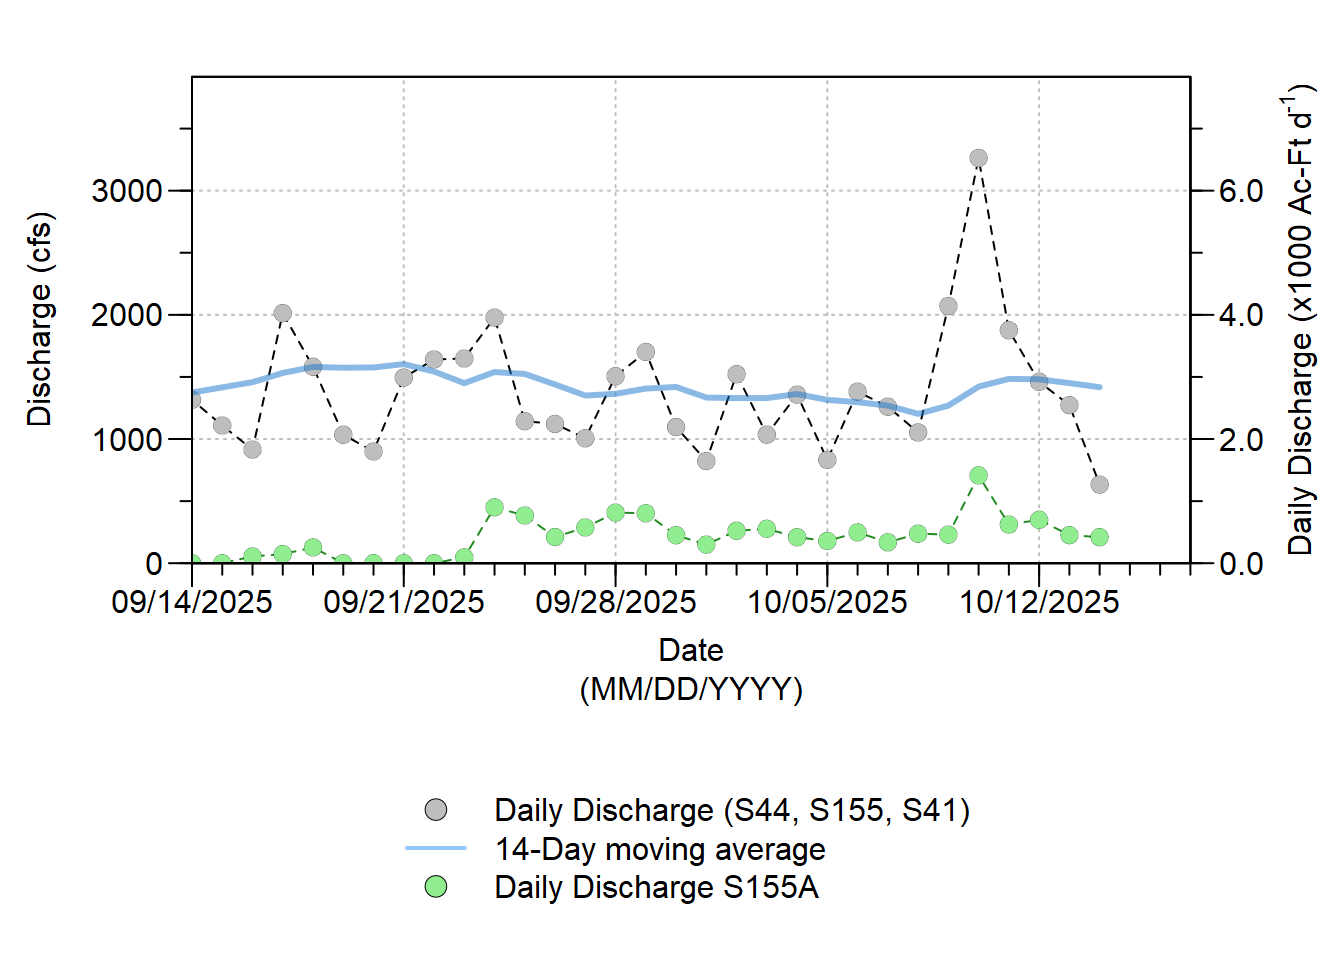 3000
2000
1000
0
Discharge (cfs)
6.0
4.0
2.0
0.0
Daily Discharge (x1000 Ac-Ft d-1)
09/14/2025 09/21/2025 09/28/2025 10/05/2025 10/12/2025
Date
(MM/DD/YYYY)
Daily Discharge (S44, S155, S41)
14-Day moving average
Daily Discharge S155A